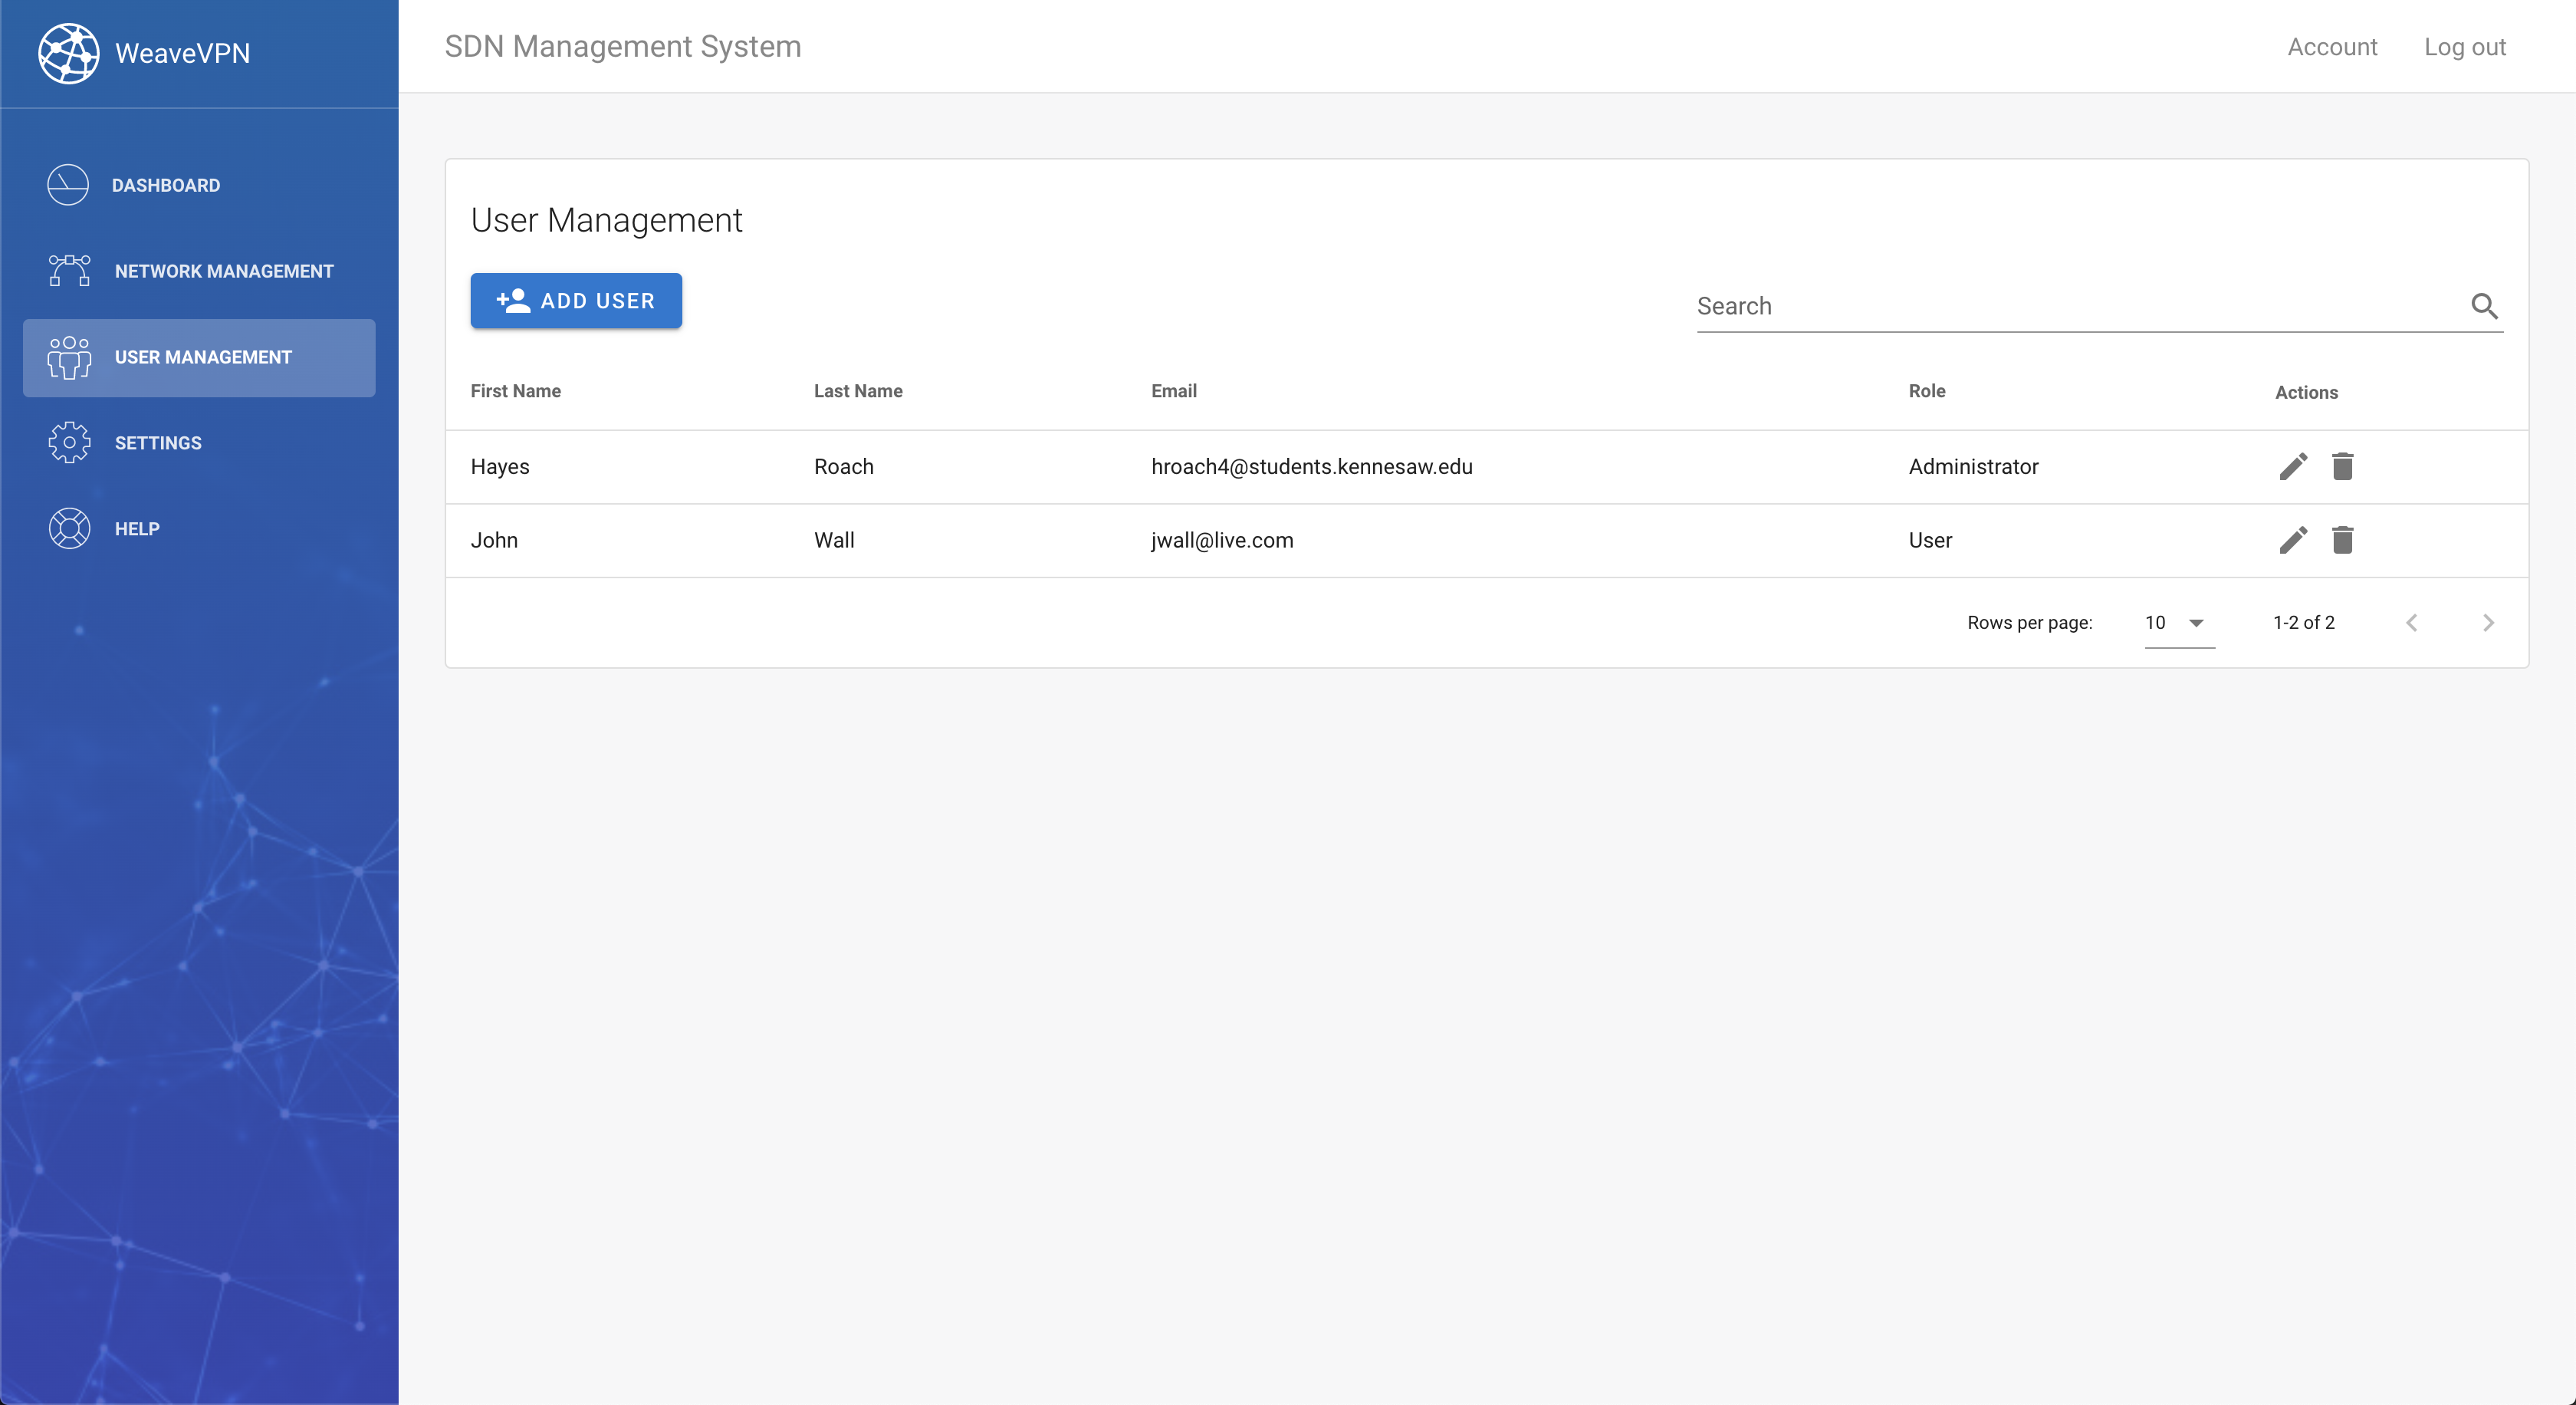 WeaveVPN
SDN Management System
Account Log out
DASHBOARD
NETWORK MANAGEMENT
USER MANAGEMENT
SETTINGS
HELP
User Management
ADD USER
Search
First Name Last Name Email Role Actions
Hayes Roach hroach4@students.kennesaw.edu Administrator
John Wall jwall@live.com User
Rows per page: 10 1-2 of 2